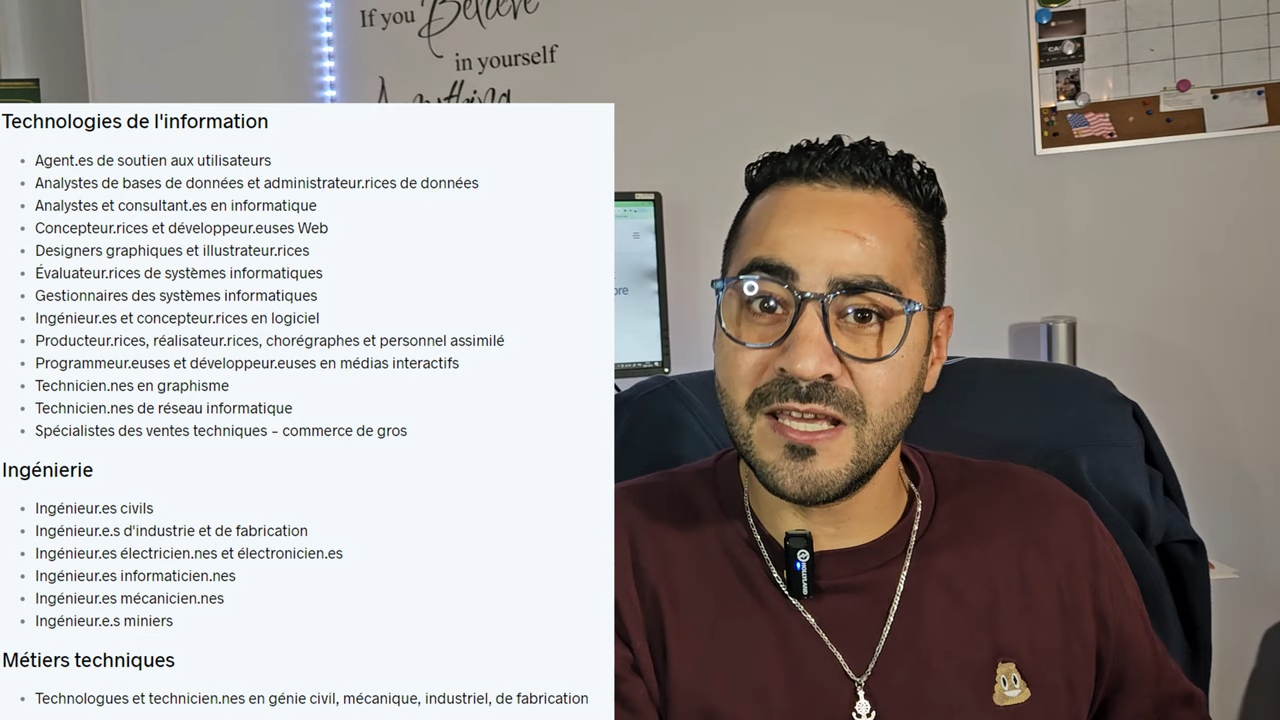 If you Believe
in yourself
Anything
Technologies de l'information
Agent.es de soutien aux utilisateurs
Analystes de bases de données et administrateur.rices de données
Analystes et consultant.es en informatique
Concepteur.rices et développeur.euses Web
Designers graphiques et illustrateur.rices
Évaluateur.rices de systèmes informatiques
Gestionnaires des systèmes informatiques
Ingénieur.es et concepteur.rices en logiciel
Producteur.rices, réalisateur.rices, chorégraphes et personnel assimilé
Programmeur.euses et développeur.euses en médias interactifs
Technicien.nes en graphisme
Technicien.nes de réseau informatique
Spécialistes des ventes techniques – commerce de gros
Ingénierie
Ingénieur.es civils
Ingénieur.e.s d'industrie et de fabrication
Ingénieur.es électricien.nes et électronicien.es
Ingénieur.es informaticien.nes
Ingénieur.es mécanicien.nes
Ingénieur.e.s miniers
Métiers techniques
Technologues et technicien.nes en génie civil, mécanique, industriel, de fabrication
HOLLYLAND